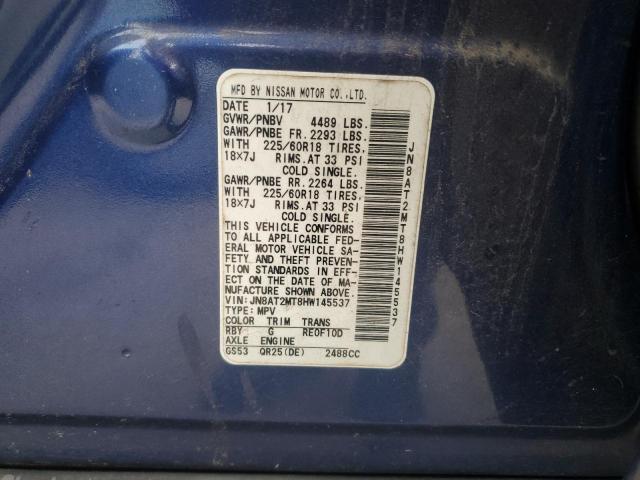 MFD BY NISSAN MOTOR CO.,LTD.
DATE 1/17
GVWR/PNBV 4489 LBS.
GAWR/PNBE FR. 2293 LBS.
WITH 225/60R18 TIRES,
18×7J RIMS.AT 33 PSI
COLD SINGLE.
GAWR/PNBE RR. 2264 LBS.
WITH 225/60R18 TIRES,
18×7J RIMS.AT 33 PSI
COLD SINGLE.
THIS VEHICLE CONFORMS
TO ALL APPLICABLE FED-
ERAL MOTOR VEHICLE SA-
FETY AND THEFT PREVEN-
TION STANDARDS IN EFF-
ECT ON THE DATE OF MA-
NUFACTURE SHOWN ABOVE.
VIN: JN8AT2MT8HW145537
TYPE: MPV
COLOR TRIM TRANS
RBY G RE0F10D
AXLE ENGINE
GS53 QR25(DE) 2488CC
JN8AT2MT8HW145537